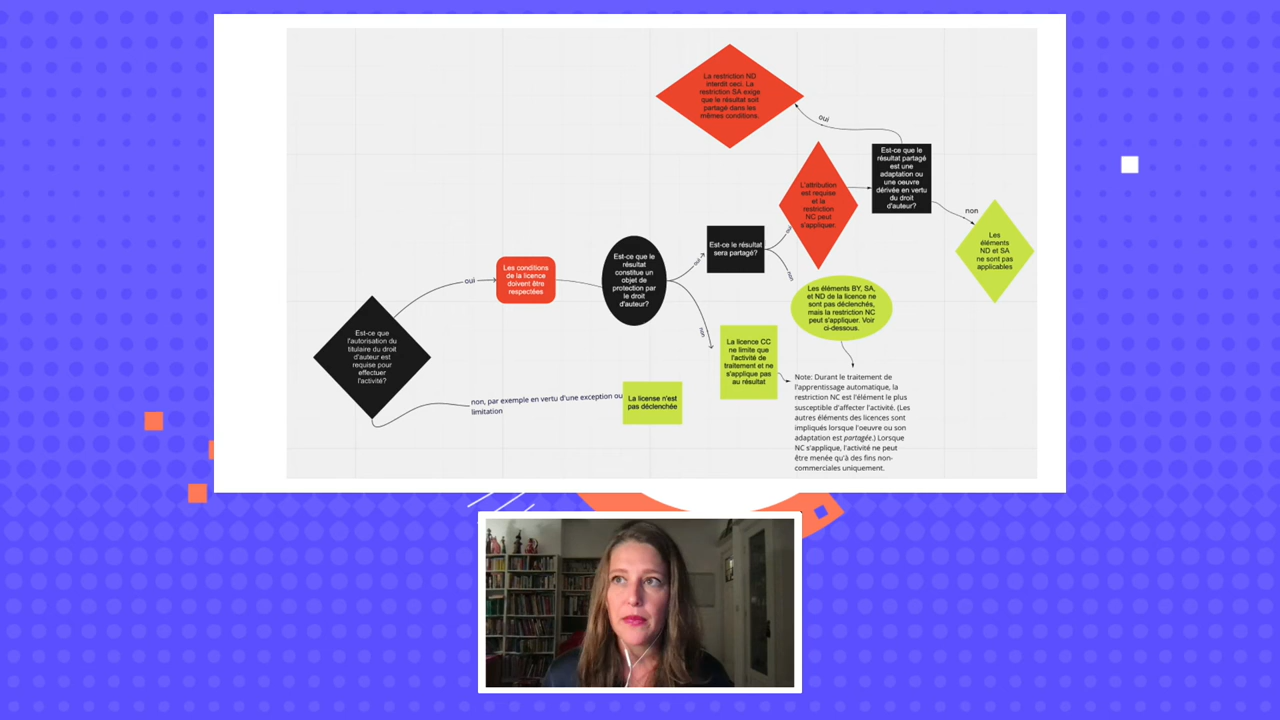 La restriction ND
interdit ceci. La
restriction SA exige
que le résultat soit
partagé dans les
mêmes conditions.
oui
Est-ce que le
résultat partagé
est une
adaptation ou
une oeuvre
dérivée en vertu
du droit
d'auteur?
L'attribution
est requise
et la
restriction
NC peut
s'appliquer.
non
Les
éléments
ND et SA
ne sont pas
applicables
Est-ce le résultat
sera partagé?
oui
non
Est-ce que le
résultat
constitue un
objet de
protection par
le droit
d'auteur?
oui
non
Les conditions
de la licence
doivent être
respectées
oui
Les éléments BY, SA,
et ND de la licence ne
sont pas déclenchés,
mais la restriction NC
peut s'appliquer. Voir
ci-dessous.
Est-ce que
l'autorisation du
titulaire du droit
d'auteur est
requise pour
effectuer
l'activité?
La licence CC
ne limite que
l'activité de
traitement et ne
s'applique pas
au résultat
non, par exemple en vertu d'une exception ou
limitation
La license n'est
pas déclenchée
Note: Durant le traitement de
l'apprentissage automatique, la
restriction NC est l'élément le plus
susceptible d'affecter l'activité. (Les
autres éléments des licences sont
impliqués lorsque l'oeuvre ou son
adaptation est partagée.) Lorsque
NC s'applique, l'activité ne peut
être menée qu'à des fins non-
commerciales uniquement.